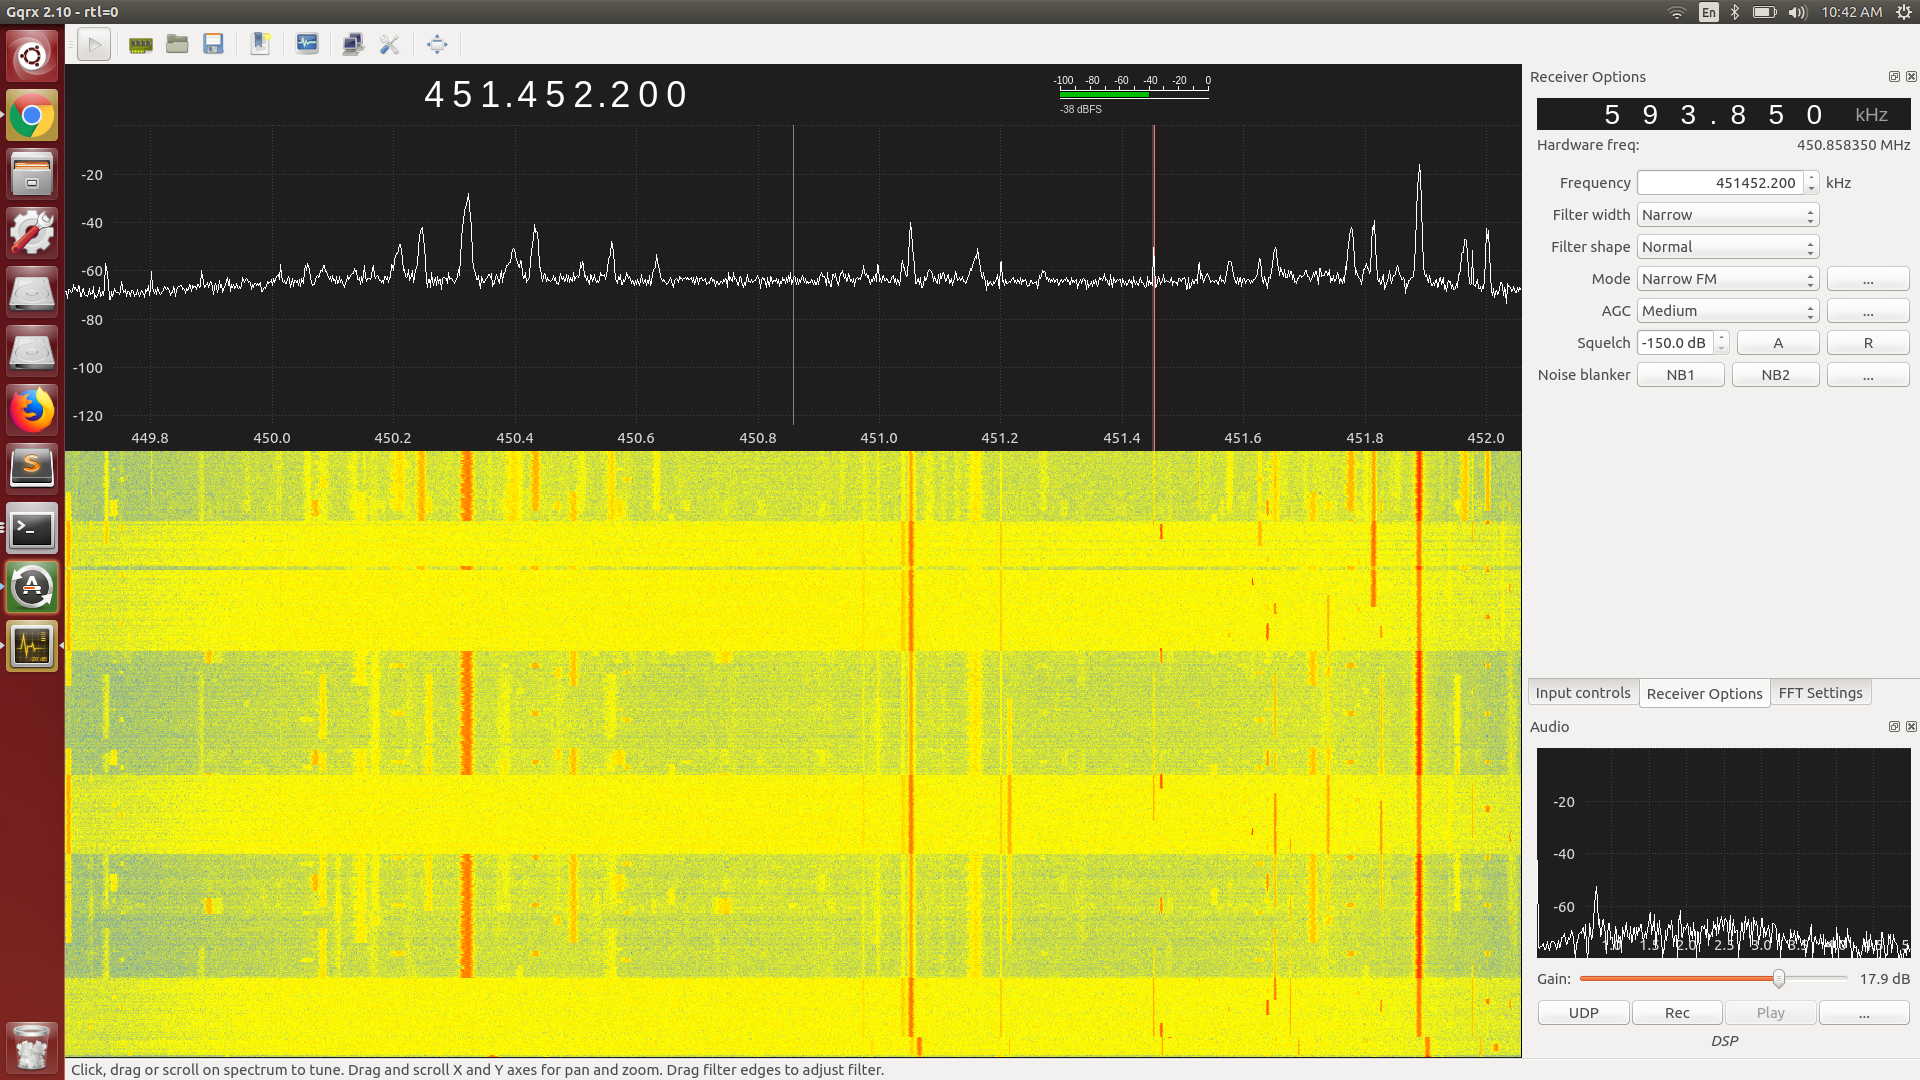 Gqrx 2.10 - rtl=0
En
10:42 AM
451.452.200
-100 -80 -60 -40 -20 0
-38 dBFS
-20
-40
-60
-80
-100
-120
449.8 450.0 450.2 450.4 450.6 450.8 451.0 451.2 451.4 451.6 451.8 452.0
Click, drag or scroll on spectrum to tune. Drag and scroll X and Y axes for pan and zoom. Drag filter edges to adjust filter.
Receiver Options
593.850 kHz
Hardware freq: 450.858350 MHz
Frequency 451452.200 kHz
Filter width Narrow
Filter shape Normal
Mode Narrow FM ...
AGC Medium ...
Squelch -150.0 dB A R
Noise blanker NB1 NB2 ...
Input controls Receiver Options FFT Settings
Audio
-20
-40
-60
1.5 2.0 2.5 3.0
Gain: 17.9 dB
UDP Rec Play ...
DSP